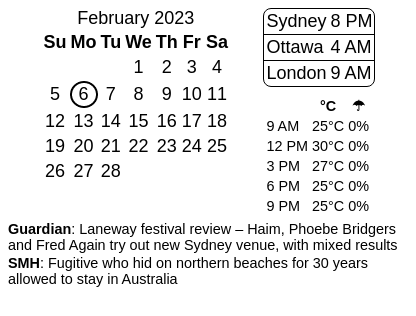 February 2023
Su Mo Tu We Th Fr Sa
1 2 3 4
5 6 7 8 9 10 11
12 13 14 15 16 17 18
19 20 21 22 23 24 25
26 27 28
Sydney 8 PM
Ottawa 4 AM
London 9 AM
°C ☂
9 AM 25°C 0%
12 PM 30°C 0%
3 PM 27°C 0%
6 PM 25°C 0%
9 PM 25°C 0%
Guardian: Laneway festival review – Haim, Phoebe Bridgers
and Fred Again try out new Sydney venue, with mixed results
SMH: Fugitive who hid on northern beaches for 30 years
allowed to stay in Australia